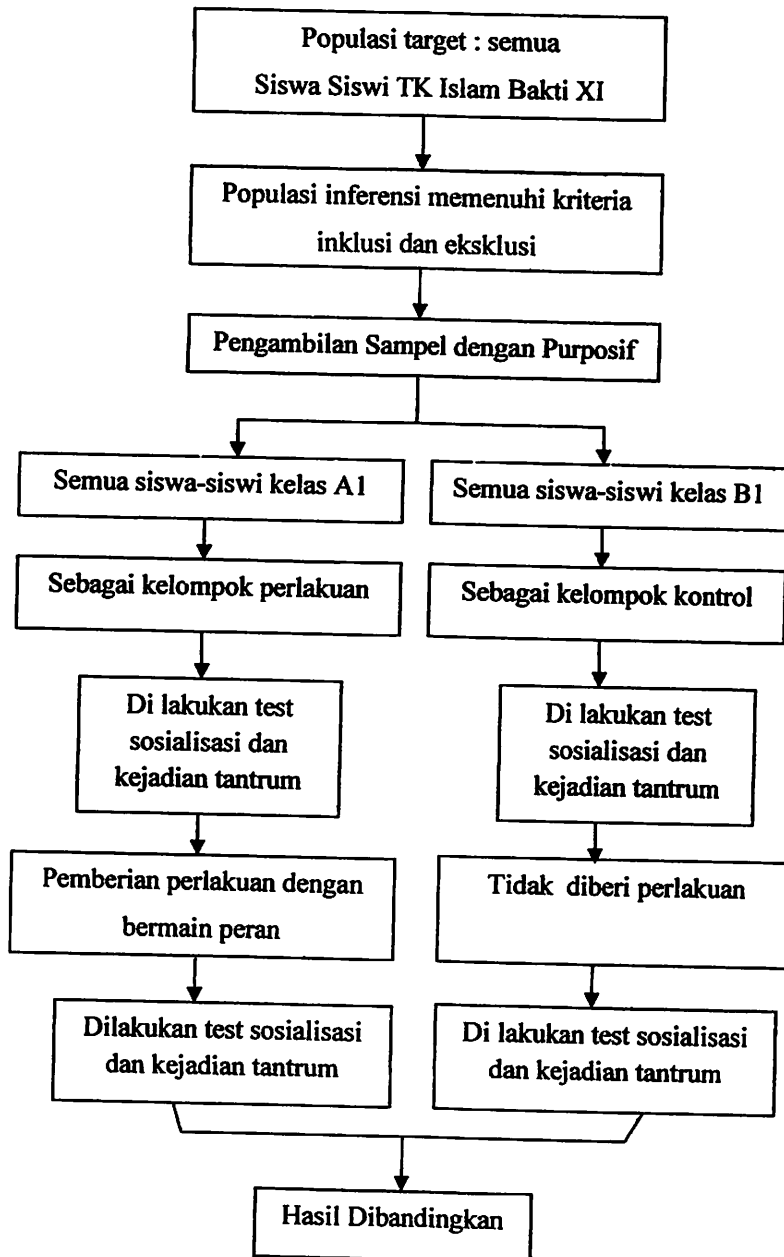 Populasi target : semua
Siswa Siswi TK Islam Bakti XI
Populasi inferensi memenuhi kriteria
inklusi dan eksklusi
Pengambilan Sampel dengan Purposif
Semua siswa-siswi kelas A1
Semua siswa-siswi kelas B1
Sebagai kelompok perlakuan
Sebagai kelompok kontrol
Di lakukan test
sosialisasi dan
kejadian tantrum
Di lakukan test
sosialisasi dan
kejadian tantrum
Pemberian perlakuan dengan
bermain peran
Tidak diberi perlakuan
Dilakukan test sosialisasi
dan kejadian tantrum
Di lakukan test sosialisasi
dan kejadian tantrum
Hasil Dibandingkan